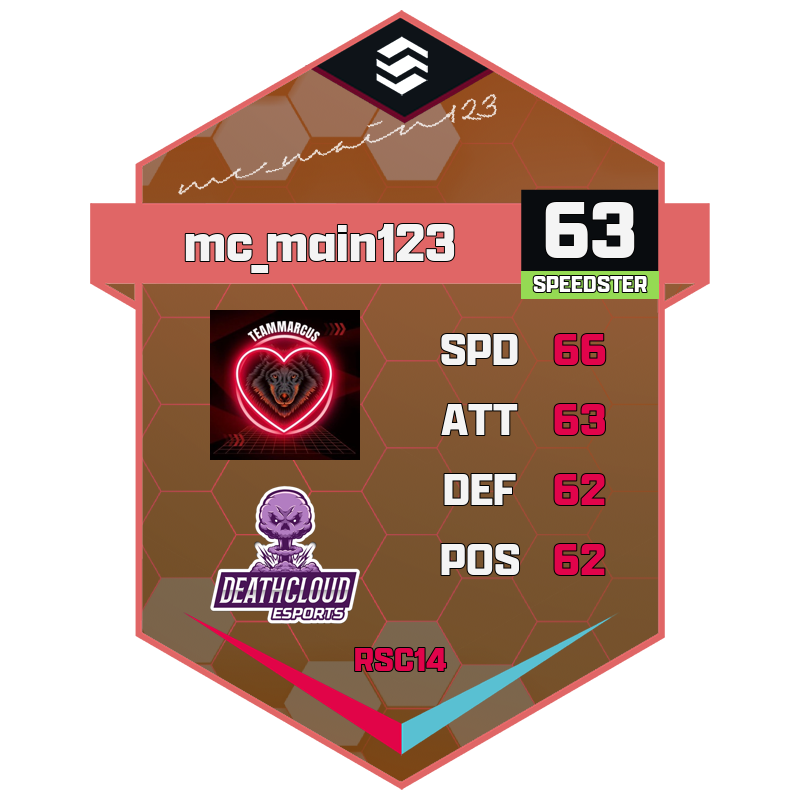 mc_main123
mc_main123
63
SPEEDSTER
TEAMMARCUS
SPD 66
ATT 63
DEF 62
POS 62
DEATHCLOUD
ESPORTS
RSC14